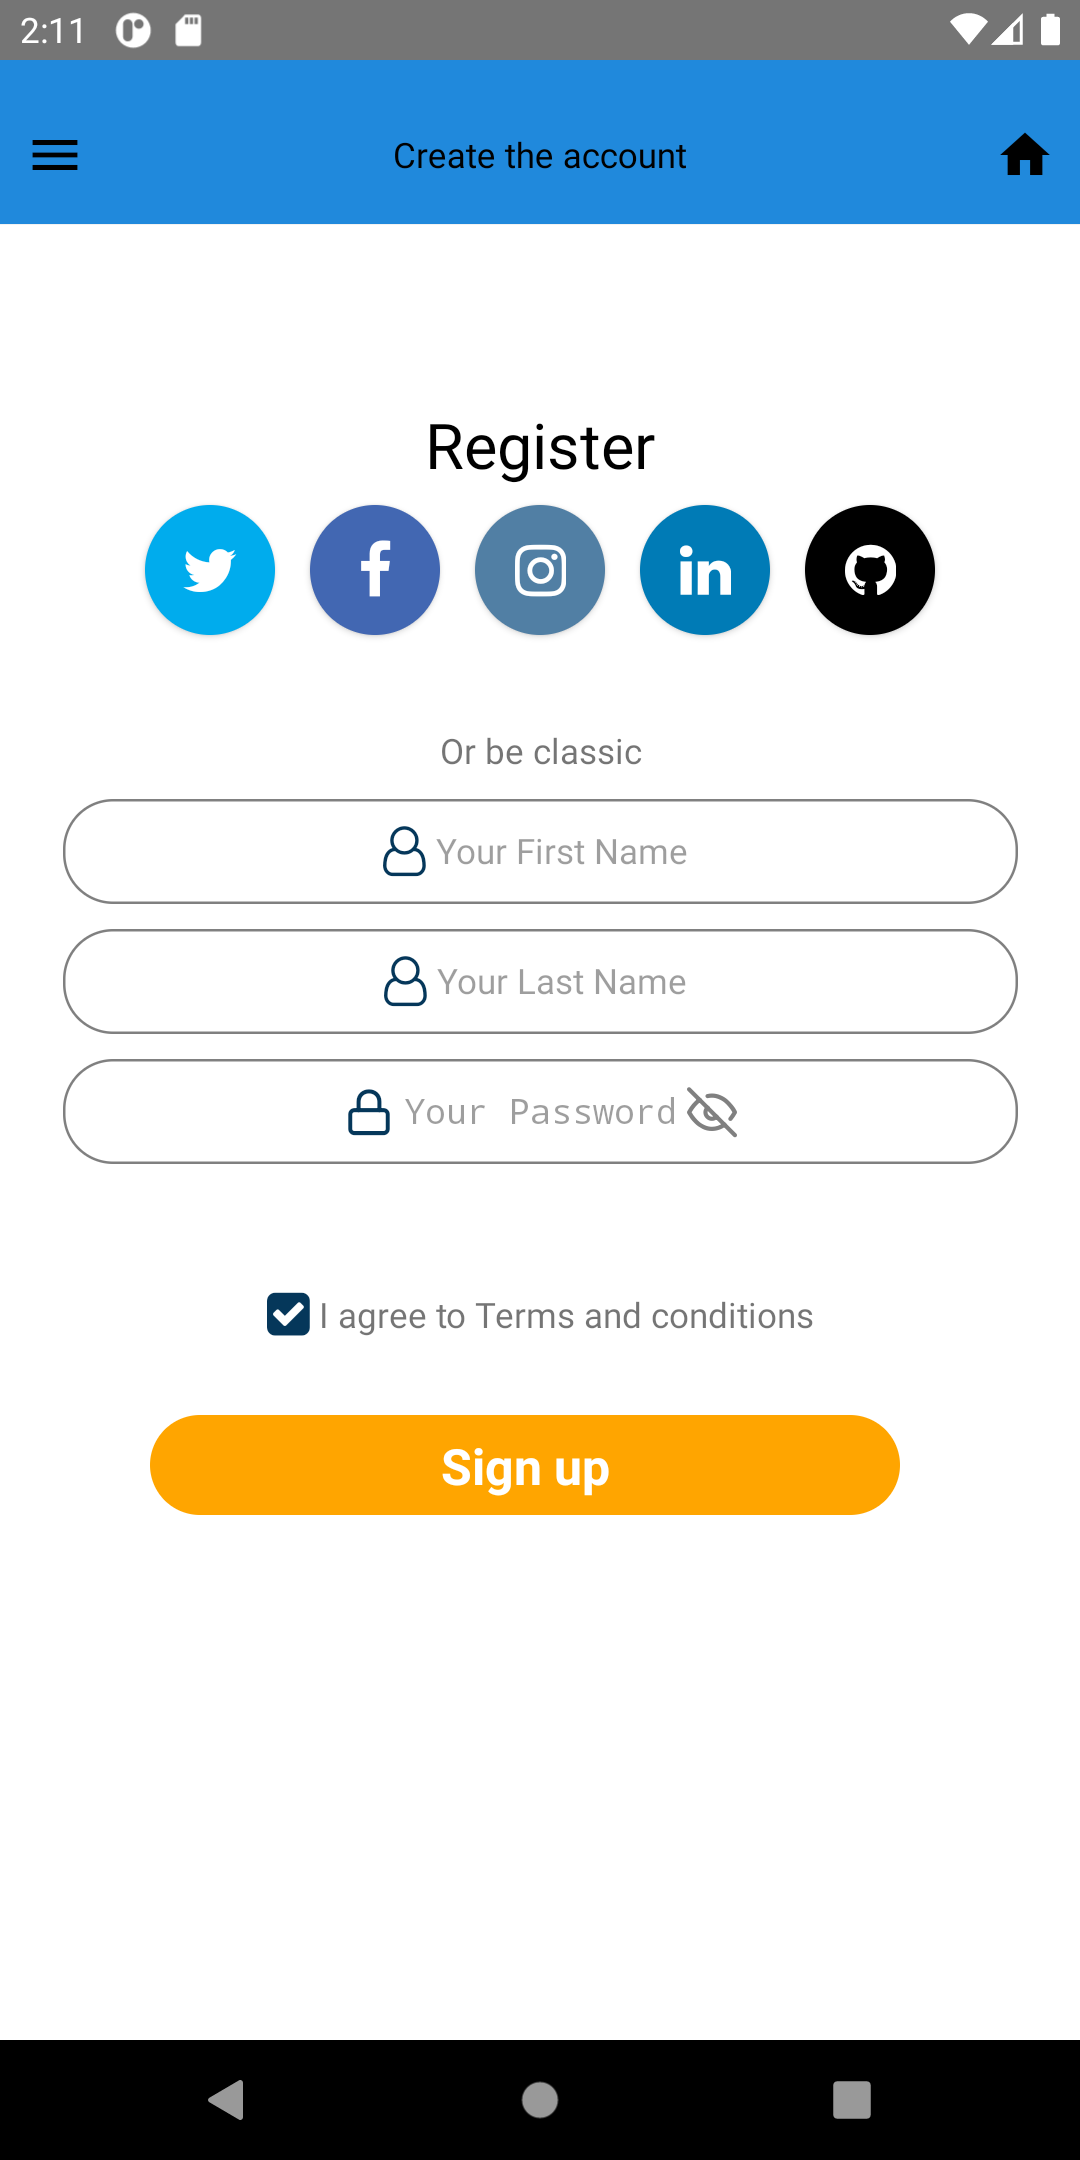 2:11
Create the account
Register
Or be classic
Your First Name
Your Last Name
Your Password
I agree to Terms and conditions
Sign up